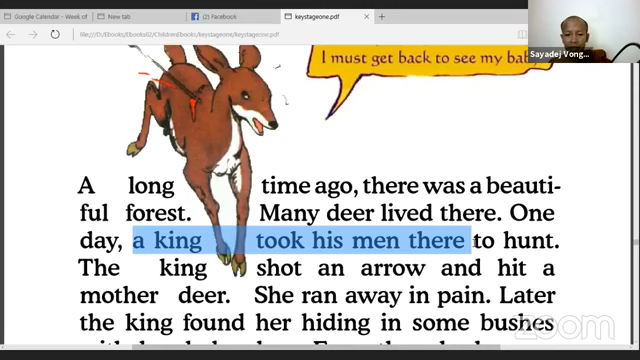 Google Calendar - Week of
New tab
Facebook
keystageone.pdf
file:///D:/Ebooks/Ebooks02/ChildrenEbooks/keystageone/keystageone.pdf
Sayadej Vong...
I must get back to see my baby
A long time ago, there was a beauti-
ful forest. Many deer lived there. One
day, a king took his men there to hunt.
The king shot an arrow and hit a
mother deer. She ran away in pain. Later
the king found her hiding in some bushes
zoom